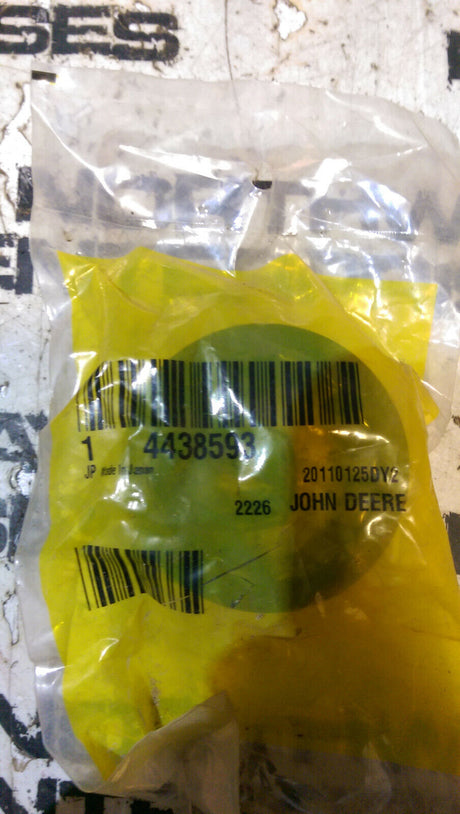 SES
1 4438593
JP Made In Japan
20110125DY2
2226 JOHN DEERE